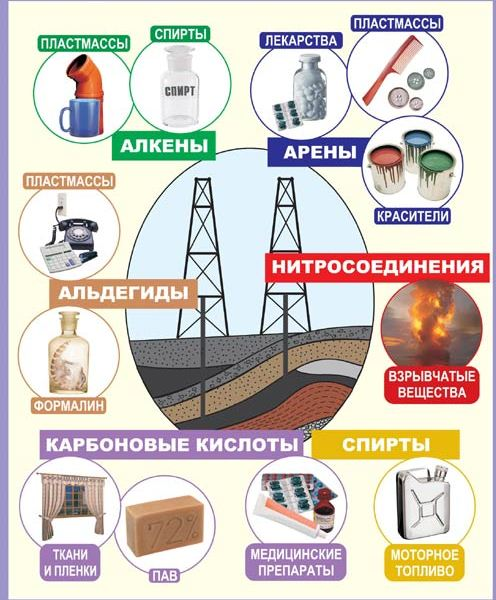 ПЛАСТМАССЫ
СПИРТЫ
СПИРТ
АЛКЕНЫ
ЛЕКАРСТВА
ПЛАСТМАССЫ
АРЕНЫ
КРАСИТЕЛИ
ПЛАСТМАССЫ
АЛЬДЕГИДЫ
ФОРМАЛИН
НИТРОСОЕДИНЕНИЯ
ВЗРЫВЧАТЫЕ
ВЕЩЕСТВА
КАРБОНОВЫЕ КИСЛОТЫ
СПИРТЫ
72%
ТКАНИ
И ПЛЕНКИ
ПАВ
МЕДИЦИНСКИЕ
ПРЕПАРАТЫ
МОТОРНОЕ
ТОПЛИВО